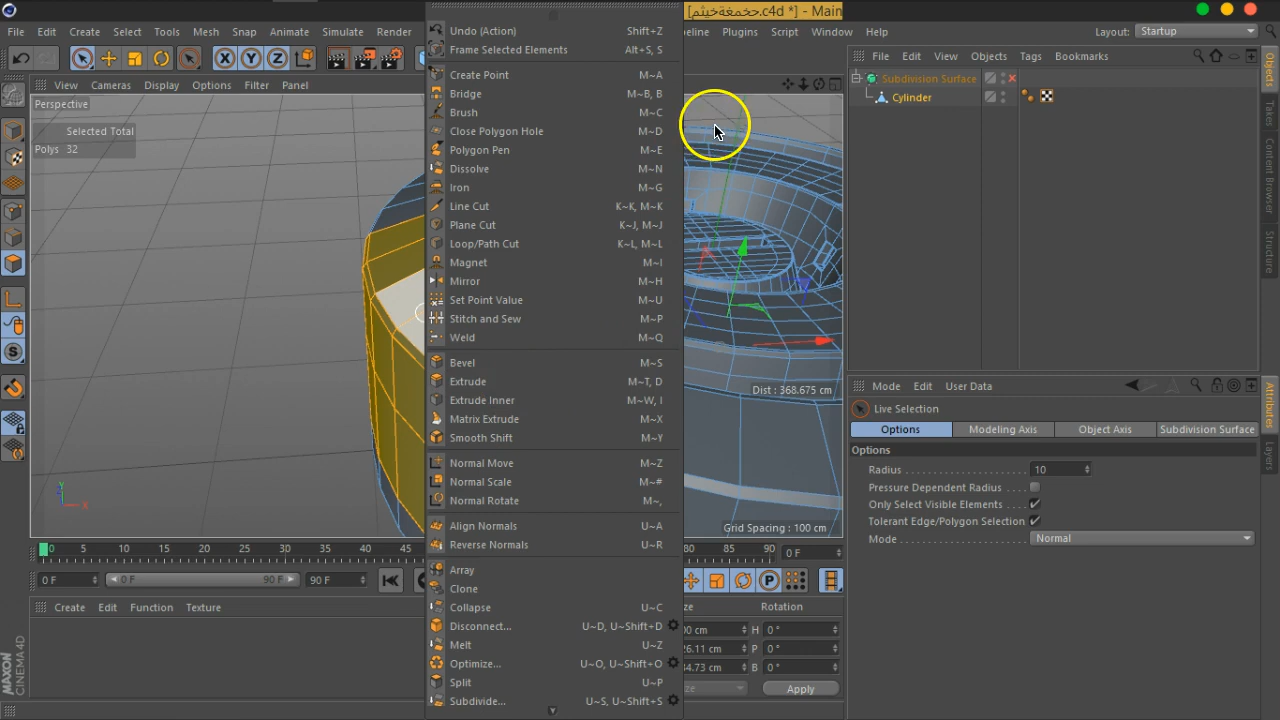 [حخمغةخيثم.c4d *] - Main
File Edit Create Select Tools Mesh Snap Animate Simulate Render
Pipeline Plugins Script Window Help Layout: Startup
View Cameras Display Options Filter Panel
Perspective
Selected Total
Polys 32
Undo (Action) Shift+Z
Frame Selected Elements Alt+S, S
Create Point M~A
Bridge M~B, B
Brush M~C
Close Polygon Hole M~D
Polygon Pen M~E
Dissolve M~N
Iron M~G
Line Cut K~K, M~K
Plane Cut K~J, M~J
Loop/Path Cut K~L, M~L
Magnet M~I
Mirror M~H
Set Point Value M~U
Stitch and Sew M~P
Weld M~Q
Bevel M~S
Extrude M~T, D
Extrude Inner M~W, I
Matrix Extrude M~X
Smooth Shift M~Y
Normal Move M~Z
Normal Scale M~#
Normal Rotate M~,
Align Normals U~A
Reverse Normals U~R
Array
Clone
Collapse U~C
Disconnect... U~D, U~Shift+D
Melt U~Z
Optimize... U~O, U~Shift+O
Split U~P
Subdivide... U~S, U~Shift+S
Dist : 368.675 cm
Grid Spacing : 100 cm
Y
X
0 5 10 15 20 25 30 35 40 45
80 85 90 0 F
0 F 0 F 90 F 90 F
P
Create Edit Function Texture
Rotation
H 0 °
26.11 cm P 0 °
B 0 °
Apply
MAXON
CINEMA4D
File Edit View Objects Tags Bookmarks
Subdivision Surface
Cylinder
Objects
Takes
Content Browser
Structure
Mode Edit User Data
Live Selection
Options Modeling Axis Object Axis Subdivision Surface
Options
Radius 10
Pressure Dependent Radius
Only Select Visible Elements
Tolerant Edge/Polygon Selection
Mode Normal
Attributes
Layers